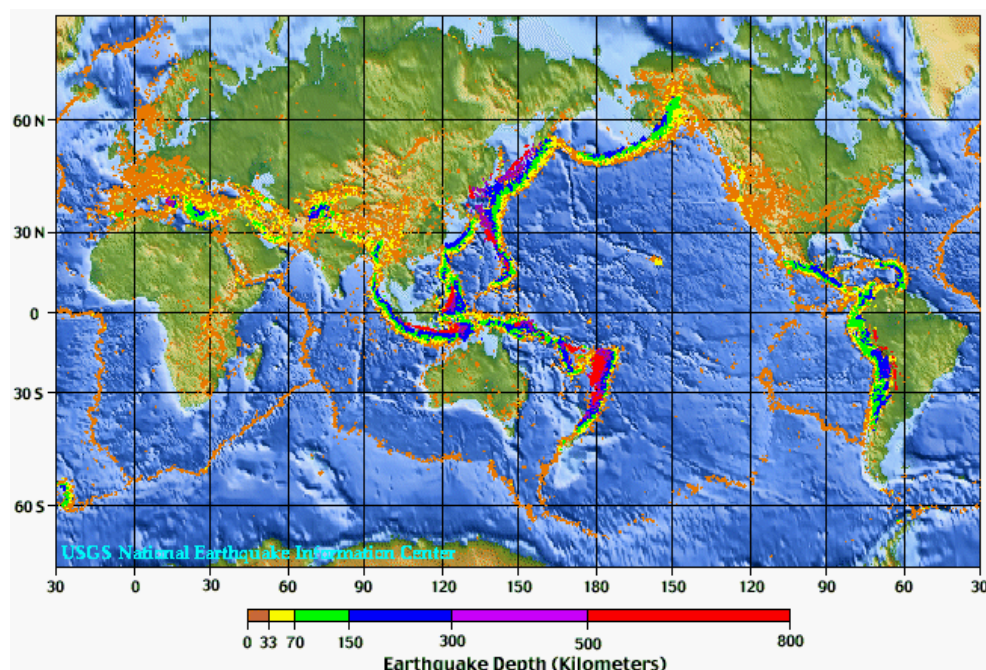 60 N
30 N
0
30 S
60 S
USGS National Earthquake Information Center
30 0 30 60 90 120 150 180 150 120 90 60 30
0 33 70 150 300 500 800
Earthquake Depth (Kilometers)